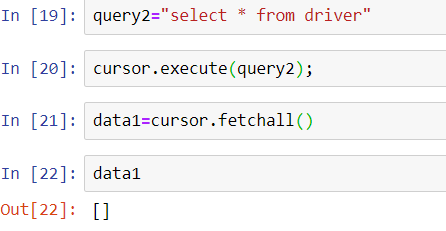 In [19]: query2="select * from driver"
In [20]: cursor.execute(query2);
In [21]: data1=cursor.fetchall()
In [22]: data1
Out[22]: []